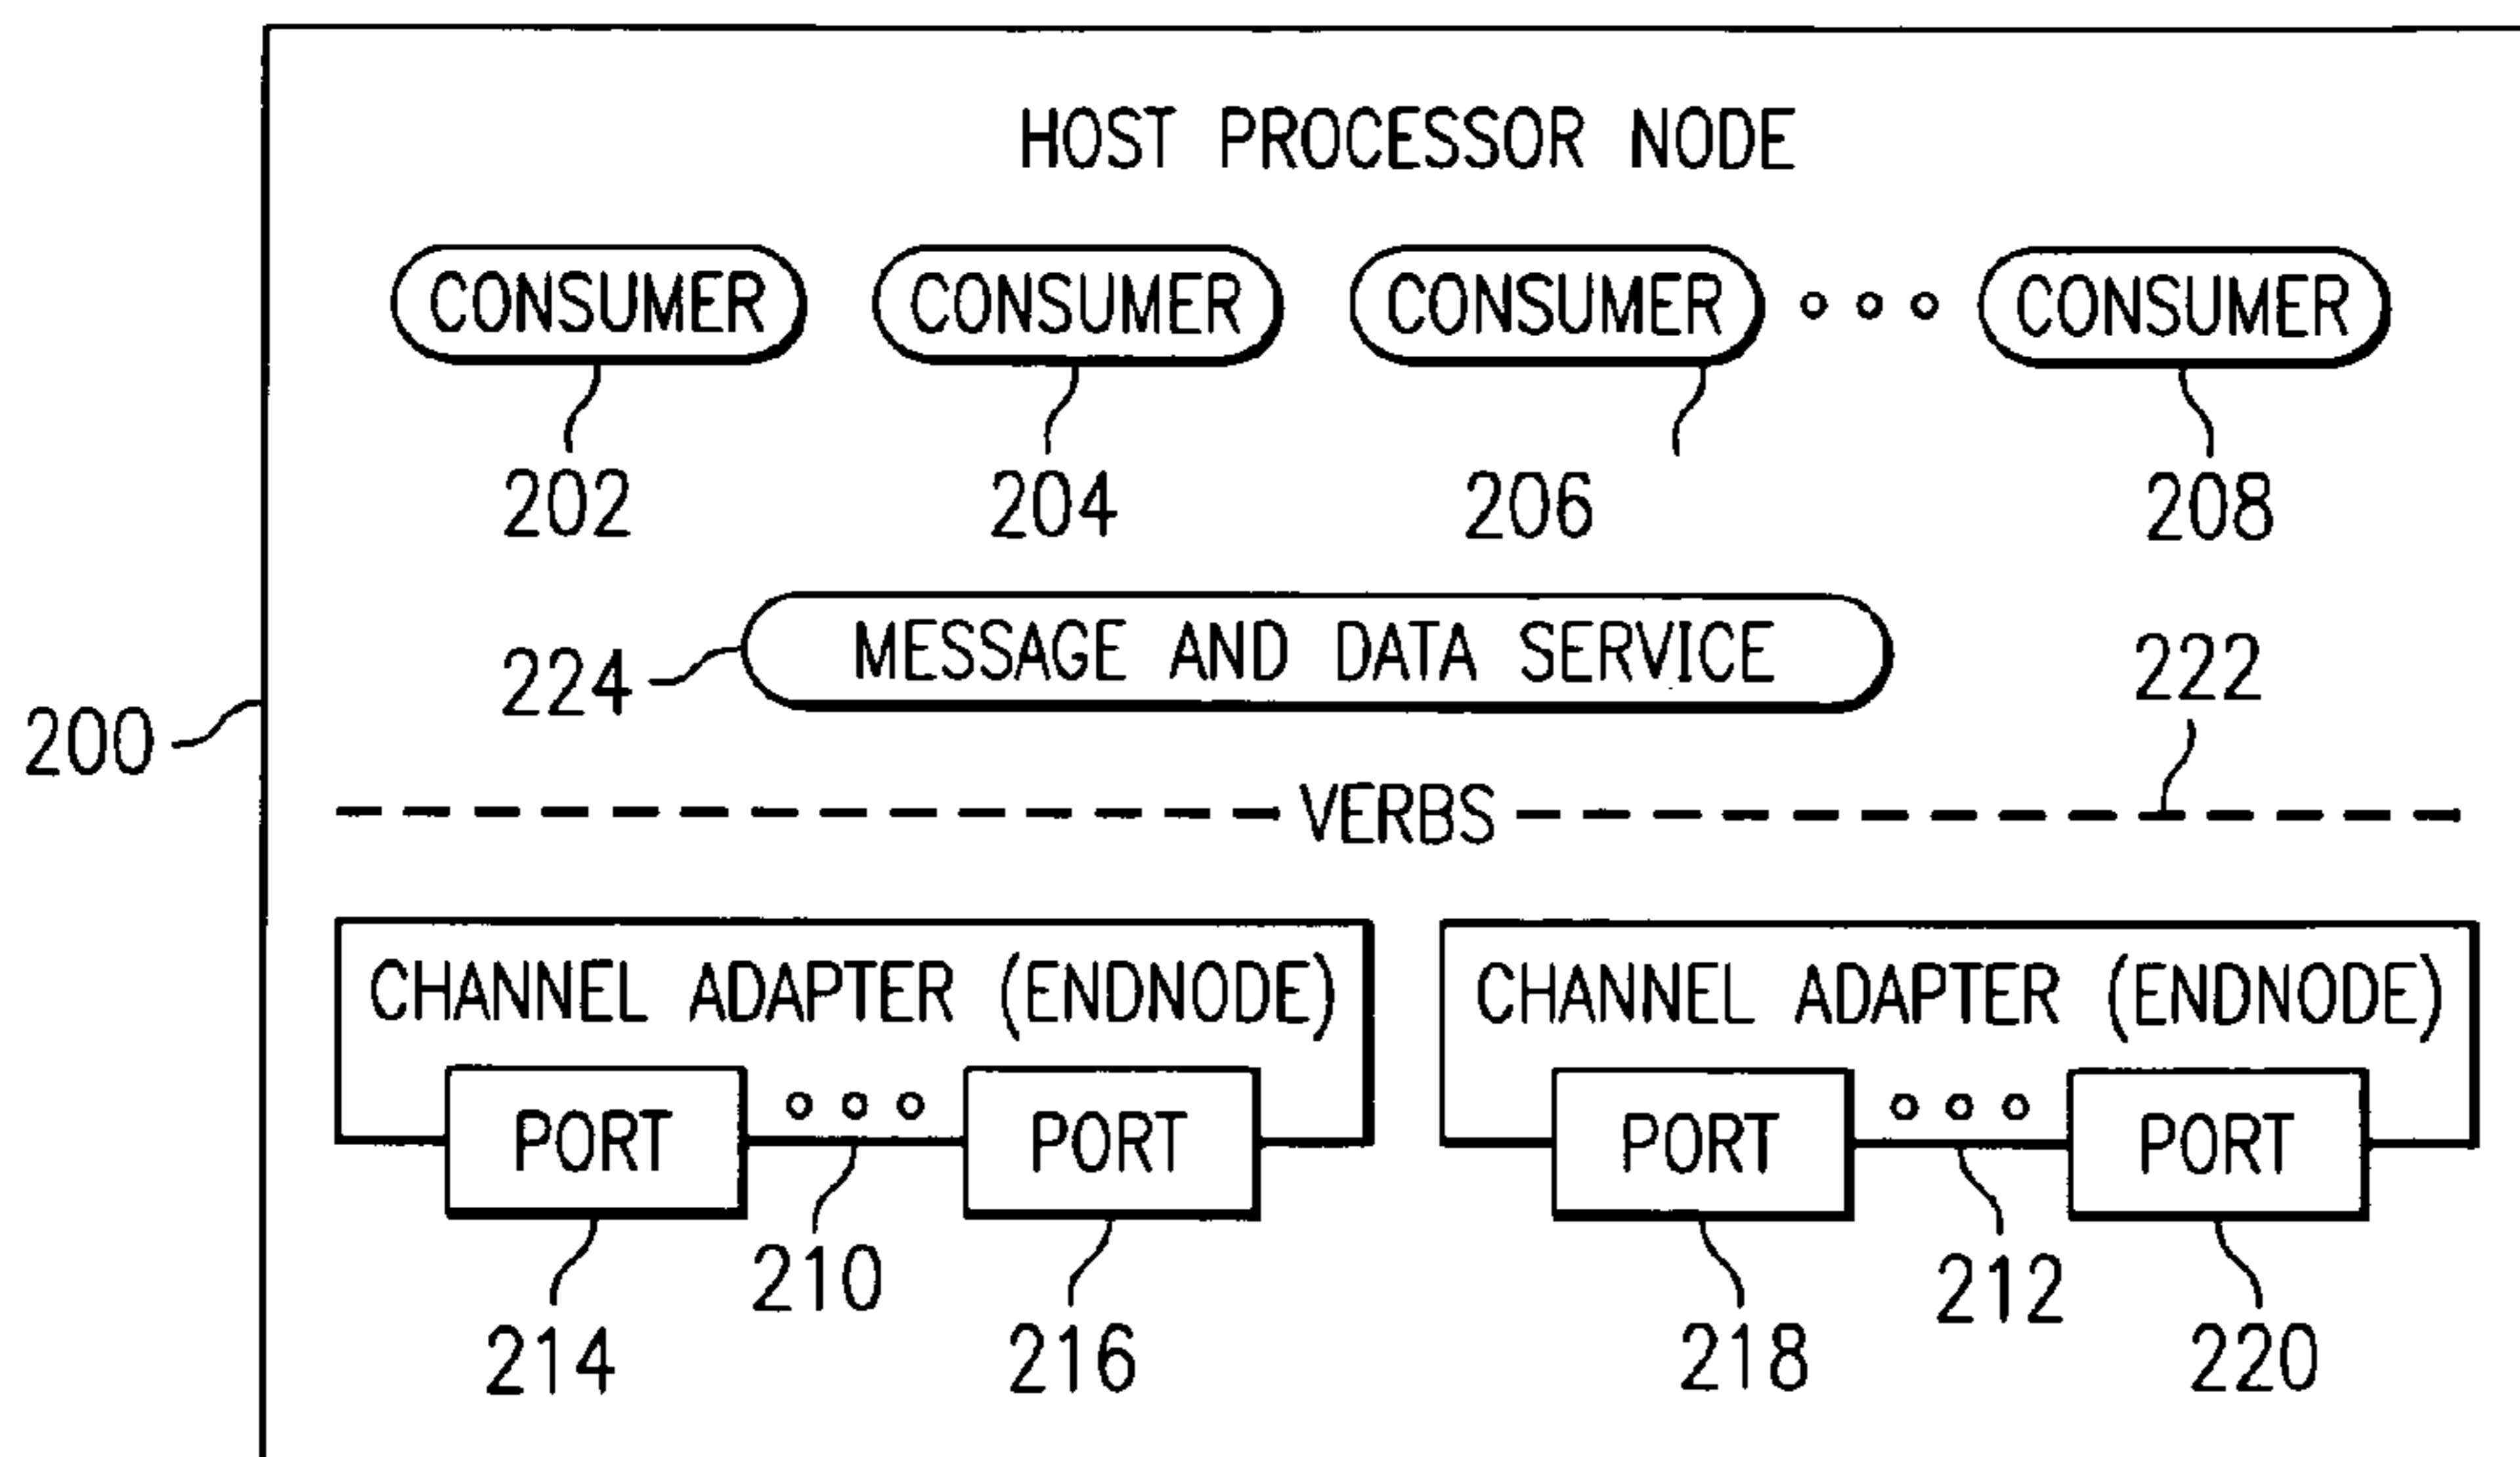 HOST PROCESSOR NODE
CONSUMER CONSUMER CONSUMER CONSUMER
202 204 206 208
224 MESSAGE AND DATA SERVICE 222
200
VERBS
CHANNEL ADAPTER (ENDNODE) CHANNEL ADAPTER (ENDNODE)
PORT PORT PORT PORT
210 212
214 216 218 220